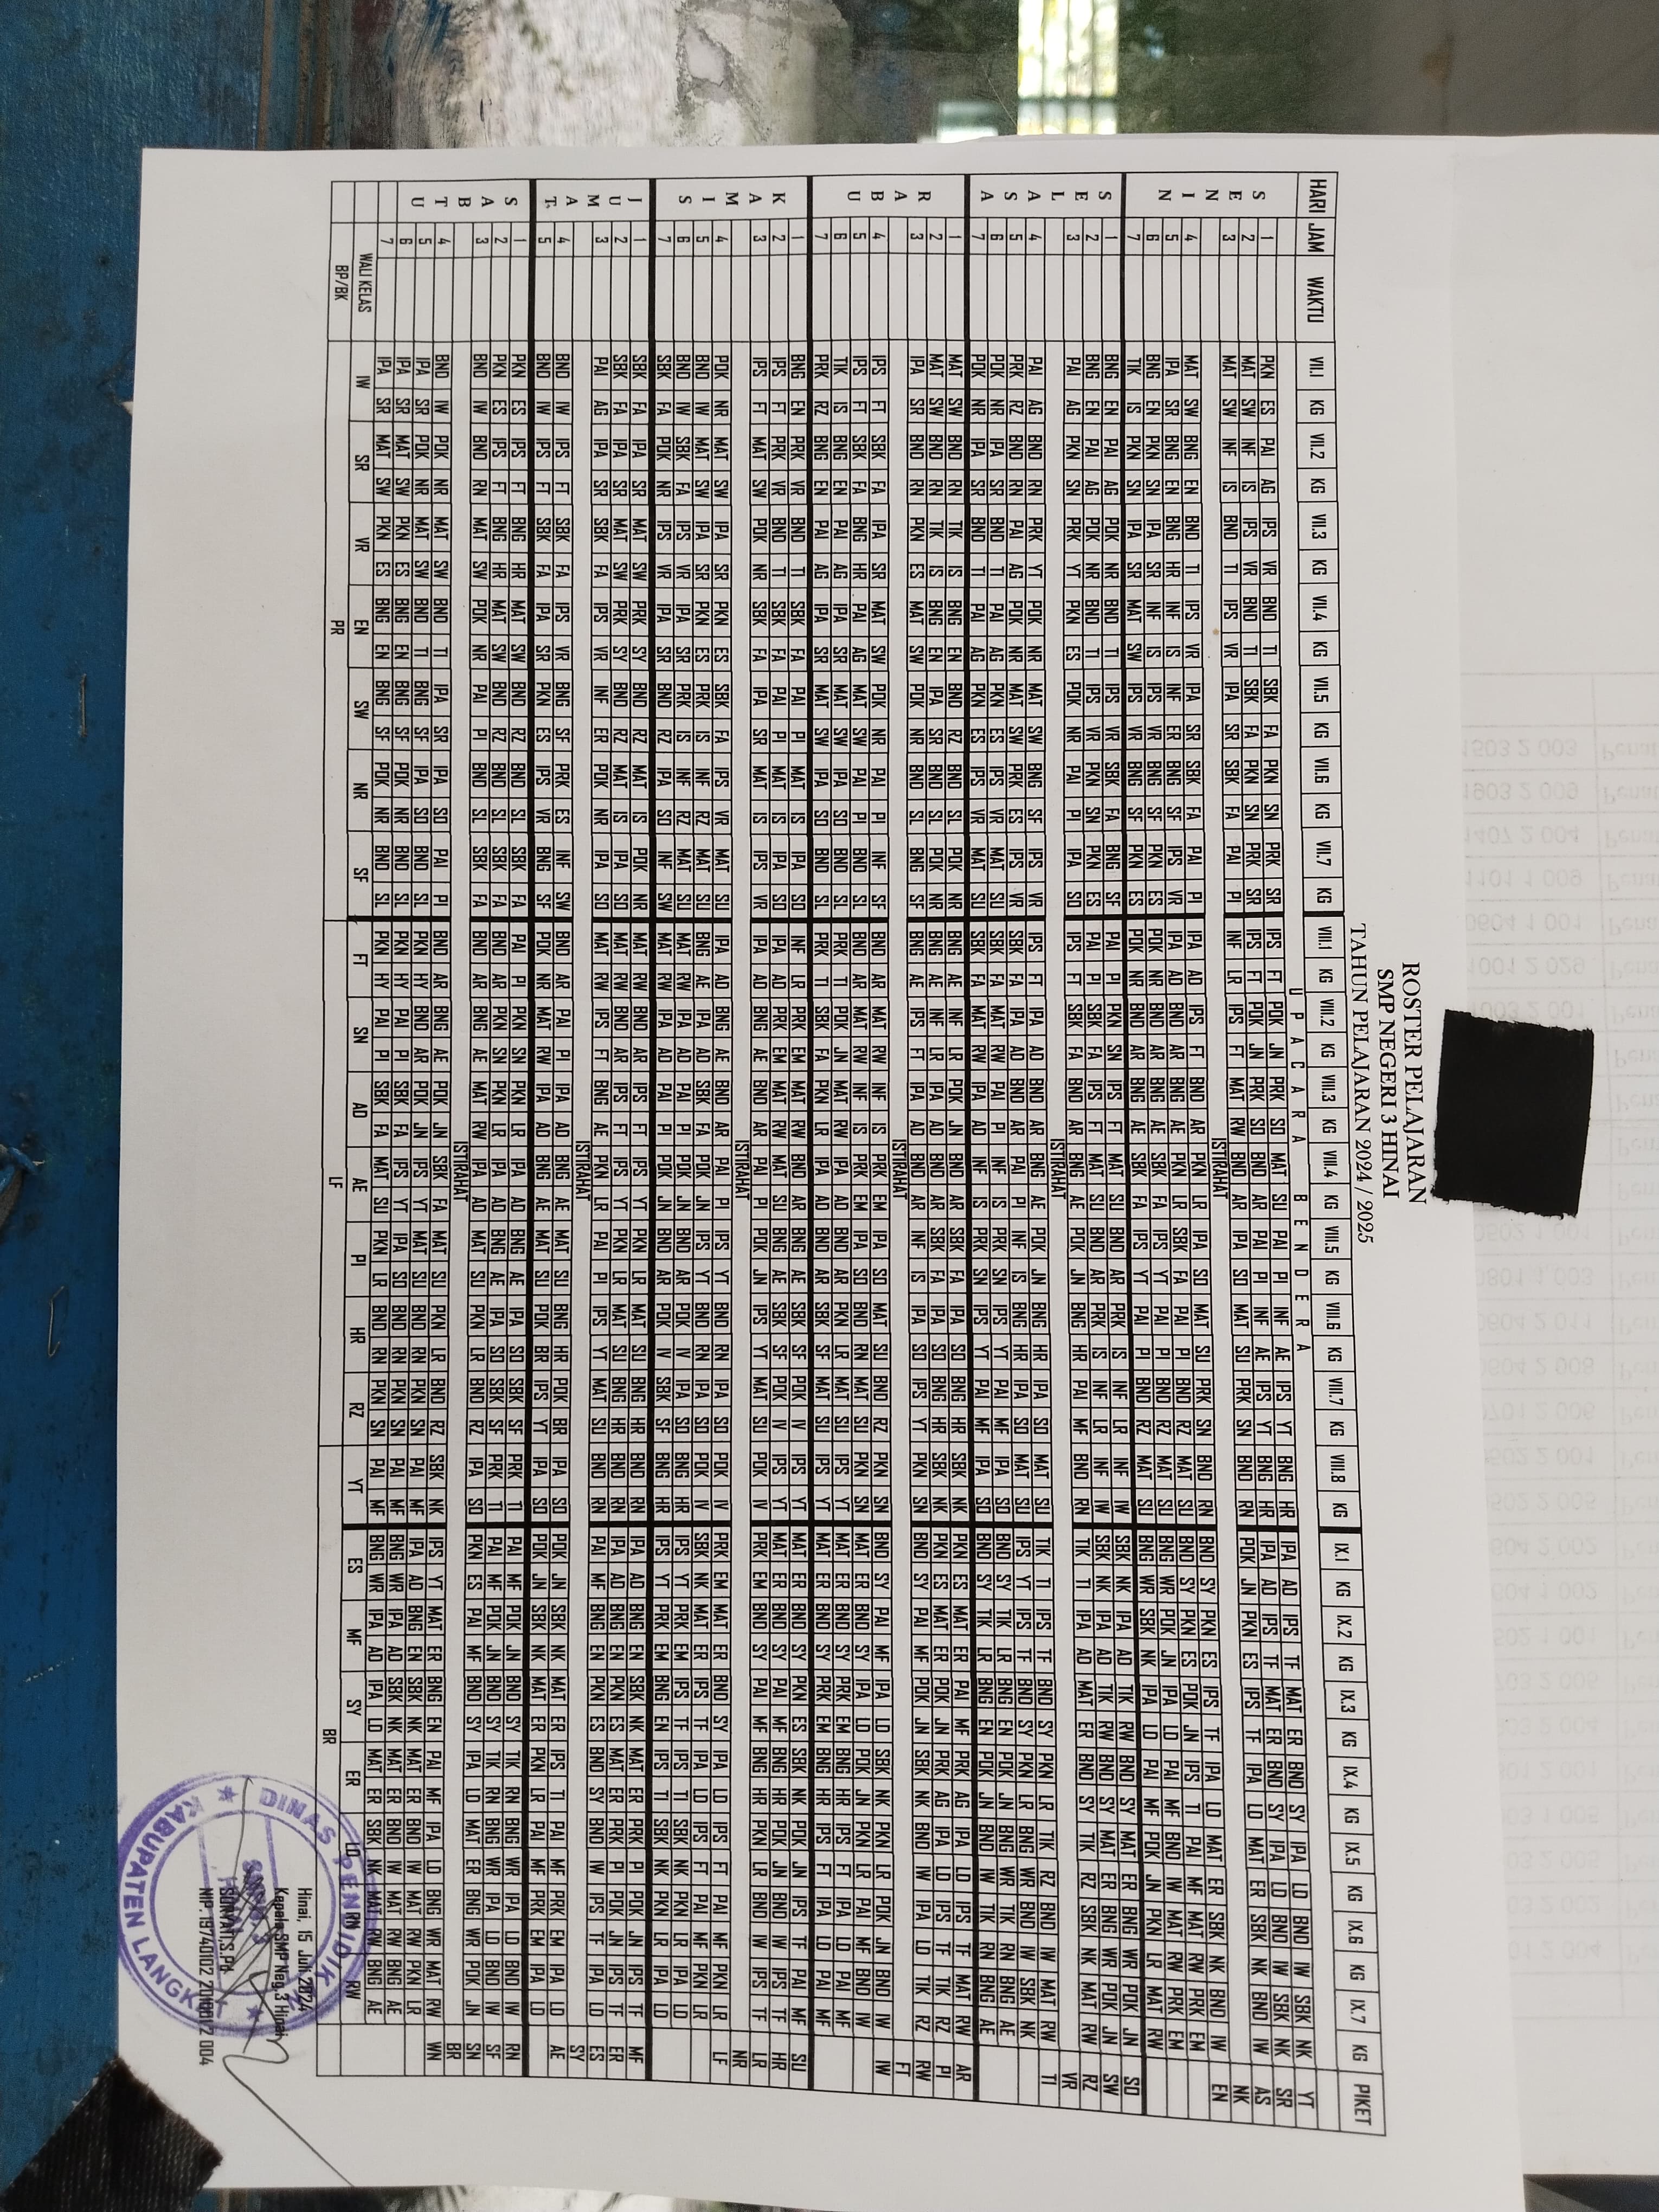 ROSTER PELAJARAN
SMP NEGERI 3 HINAI
TAHUN PELAJARAN 2024 / 2025
HARI JAM WAKTU VII.1 KG VII.2 KG VII.3 KG VII.4 KG VII.5 KG VII.6 KG VII.7 KG VIII.1 KG VIII.2 KG VIII.3 KG VIII.4 KG VIII.5 KG VIII.6 KG VIII.7 KG VIII.8 KG IX.1 KG IX.2 KG IX.3 KG IX.4 KG IX.5 KG IX.6 KG IX.7 KG PIKET
U P A C A R A B E N D E R A YT
S 1 PKN ES PAI AG IPS VR BND TI SBK FA PKN SN PRK SR IPS FT PDK JN PRK SD MAT SU PAI PI INF AE IPS YT BNG HR IPA AD IPS TF MAT ER BND SY IPA LD BND IW SBK NK SR
E 2 MAT SW INF IS IPS VR BND TI SBK FA PKN SN PRK SR IPS FT PDK JN PRK SD MAT SU PAI PI INF AE IPS YT BNG HR IPA AD IPS TF MAT ER BND SY IPA LD BND IW SBK NK AS
N 3 MAT SW INF IS BND TI IPS VR IPA SR SBK FA PAI PI INF LR IPS FT MAT RW BND AR IPA SD MAT SU PRK SN BND RN PDK JN PKN ES IPS TF IPA LD MAT ER SBK NK BND IW NK
ISTIRAHAT EN
I 4 MAT SW BNG EN BND TI IPS VR IPA SR SBK FA PAI PI IPA AD IPS FT BND AR PKN LR IPA SD MAT SU PRK SN BND RN BND SY PKN ES IPS TF IPA LD MAT ER SBK NK BND IW
N 5 IPA SR BNG EN BNG HR INF IS INF ER BNG SF IPS VR IPA AD BND AR BNG AE PKN LR SBK FA PAI PI BND RZ MAT SU BND SY PKN ES PDK JN IPS TI PAI MF MAT RW PRK EM
6 BNG EN PKN SN IPA SR INF IS IPS VR BNG SF PKN ES PDK NR BND AR BNG AE SBK FA IPS YT PAI PI BND RZ MAT SU BNG WR PDK JN IPA LD PAI MF BND IW MAT RW PRK EM
7 TIK IS PKN SN IPA SR MAT SW IPS VR BNG SF PKN ES PDK NR BND AR BNG AE SBK FA IPS YT PAI PI BND RZ MAT SU BNG WR SBK NK IPA LD PAI MF PDK JN PKN LR MAT RW
S 1 BNG EN PAI AG PDK NR BND TI IPS VR SBK FA BNG SF PAI PI PKN SN IPS FT MAT SU BND AR PRK IS INF LR INF IW SBK NK IPA AD TIK RW BND SY MAT ER BNG WR PDK JN SD
E 2 BNG EN PAI AG PDK NR BND TI IPS VR PKN SN PKN ES PAI PI SBK FA IPS FT MAT SU BND AR PRK IS INF LR INF IW SBK NK IPA AD TIK RW BND SY MAT ER BNG WR PDK JN SW
L 3 PAI AG PKN SN PRK YT PKN ES PDK NR PAI PI IPA SD IPS FT SBK FA BND AR BNG AE PDK JN BNG HR PAI MF BND RN TIK TI IPA AD MAT ER BND SY TIK RZ SBK NK MAT RW RZ
ISTIRAHAT VR
A 4 PAI AG BND RN PRK YT PDK NR MAT SW BNG SF IPS VR IPS FT IPA AD BND AR BNG AE PDK JN BNG HR IPA SD MAT SU TIK TI IPS TF BND SY PKN LR TIK RZ BND IW MAT RW TI
S 5 PRK RZ BND RN PAI AG PDK NR MAT SW PRK ES IPS VR SBK FA IPA AD BND AR PAI PI INF IS BNG HR IPA SD MAT SU IPS YT IPS TF BND SY PKN LR BNG WR BND IW SBK NK
S 6 PDK NR IPA SR BND TI PAI AG PKN ES IPS VR MAT SU SBK FA MAT RW PAI PI INF IS PRK SN IPS YT PAI MF IPA SD BND SY TIK LR BNG EN PDK JN BND IW TIK RN BNG AE
A 7 PDK NR IPA SR BND TI PAI AG PKN ES IPS VR MAT SU SBK FA MAT RW IPA AD INF IS PRK SN IPS YT PAI MF IPA SD BND SY TIK LR BNG EN PDK JN BND IW TIK RN BNG AE
R 1 MAT SW BND RN TIK IS BNG EN BND RZ BND SL PDK NR BNG AE INF LR PDK JN BND AR SBK FA IPA SD BNG HR SBK NK PKN ES MAT ER PAI MF PRK AG IPA LD IPS TF MAT RW AR
2 MAT SW BND RN TIK IS BNG EN IPA SR BND SL PDK NR BNG AE INF LR IPA AD BND AR SBK FA IPA SD BNG HR SBK NK PKN ES MAT ER PDK JN PRK AG IPA LD IPS TF TIK RZ PI
A 3 IPA SR BND RN PKN ES MAT SW PDK NR BND SL BNG SF BNG AE IPS FT IPA AD BND AR INF IS IPA SD IPS YT PKN SN BND SY PAI MF PDK JN SBK NK BND IW IPA LD TIK RZ RW
ISTIRAHAT FT
B 4 IPS FT SBK FA IPA SR MAT SW PDK NR PAI PI INF SF BND AR MAT RW INF IS PRK EM IPA SD MAT SU BND RZ PKN SN BND SY PAI MF IPA LD SBK NK PKN LR PDK JN BND IW IW
U 5 IPS FT SBK FA BNG HR PAI AG MAT SW PAI PI BND SL BND AR MAT RW INF IS PRK EM IPA SD BND RN MAT SU PKN SN MAT ER BND SY IPA LD PDK JN PKN LR IPA LD BND IW
6 TIK IS BNG EN PAI AG IPA SR MAT SW IPA SD BND SL PRK TI PDK JN MAT RW IPA AD BND AR PKN LR MAT SU IPS YT MAT ER BND SY PRK EM BNG HR IPS FT IPA LD PAI MF
7 PRK RZ BNG EN PAI AG IPA SR MAT SW IPA SD BND SL PRK TI SBK FA PKN LR IPA AD BND AR SBK SF MAT SU IPS YT MAT ER BND SY PRK EM BNG HR IPS FT IPA LD PAI MF
K 1 BNG EN PRK VR BND TI SBK FA PAI PI MAT IS IPA SD INF LR PRK EM MAT RW BND AR BNG AE SBK SF PDK IV IPS YT MAT ER BND SY PKN ES SBK NK PDK JN IPS TF PAI MF SU
2 IPS FT PRK VR BND TI SBK FA PAI PI MAT IS IPA SD IPA AD PRK EM MAT RW MAT SU BNG AE SBK SF PDK IV IPS YT MAT ER BND SY PAI MF BNG HR PDK JN BND IW IPS TF HR
A 3 IPS FT MAT SW PDK NR SBK FA IPA SR MAT IS IPS VR IPA AD BNG AE BND AR PAI PI PDK JN IPS YT MAT SU PDK IV PRK EM BND SY PAI MF BNG HR PKN LR BND IW IPS TF LR
M ISTIRAHAT NR
I 4 PDK NR MAT SW IPA SR PKN ES SBK FA IPS VR MAT SU IPA AD BNG AE BND AR PAI PI IPS YT BND RN IPA SD PDK IV PRK EM MAT ER BND SY IPA LD IPS FT PAI MF PKN LR LF
5 BND IW MAT SW IPA SR PKN ES PRK IS INF RZ MAT SU BNG AE IPA AD SBK FA PDK JN IPS YT BND RN IPA SD PDK IV SBK NK MAT ER IPS TF IPA LD IPS FT PAI MF PKN LR
S 6 BND IW SBK FA IPS VR IPA SR PRK IS INF RZ MAT SU MAT RW IPA AD PAI PI PDK JN BND AR PDK IV IPA SD BNG HR IPS YT PRK EM IPS TF IPS TI SBK NK PKN LR IPA LD
7 SBK FA PDK NR IPS VR IPA SR BND RZ IPA SD INF SW MAT RW IPA AD PAI PI PDK JN BND AR PDK IV SBK SF BNG HR IPS YT PRK EM BNG EN IPS TI SBK NK PKN LR IPA LD
J 1 SBK FA IPA SR MAT SW PRK SY BND RZ MAT IS PDK NR MAT RW BND AR IPS FT IPS YT PKN LR MAT SU BNG HR BND RN IPA AD BNG EN SBK NK MAT ER PRK PI PDK JN IPS TF MF
U 2 SBK FA IPA SR MAT SW PRK SY BND RZ MAT IS IPA SD MAT RW BND AR IPS FT IPS YT PKN LR MAT SU BNG HR BND RN IPA AD BNG EN PKN ES MAT ER PRK PI PDK JN IPS TF ER
M 3 PAI AG IPA SR SBK FA IPS VR INF ER PDK NR IPA SD MAT RW IPS FT BNG AE PKN LR PAI PI IPS YT MAT SU BND RN PAI MF BNG EN PKN ES BND SY BND IW IPS TF IPA LD ES
A ISTIRAHAT SY
T 4 BND IW IPS FT SBK FA IPS VR BNG SF PRK ES INF SW BND AR PAI PI IPA AD BNG AE MAT SU BNG HR PDK BR IPA SD PDK JN SBK NK MAT ER IPS TI PAI MF PRK EM IPA LD AE
5 BND IW IPS FT SBK FA IPA SR PKN ES IPS VR BNG SF PDK NR MAT RW IPA AD BNG AE MAT SU PDK BR IPS YT IPA SD PDK JN SBK NK MAT ER PKN LR PAI MF PRK EM IPA LD
S 1 PKN ES IPS FT BNG HR MAT SW BND RZ BND SL SBK FA PAI PI PKN SN PKN LR IPA AD BNG AE IPA SD SBK SF PRK TI PAI MF PDK JN BND SY TIK RN BNG WR IPA LD BND IW RN
A 2 PKN ES IPS FT BNG HR MAT SW BND RZ BND SL SBK FA BND AR PKN SN PKN LR IPA AD BNG AE IPA SD SBK SF PRK TI PAI MF PDK JN BND SY TIK RN BNG WR IPA LD BND IW SF
3 BND IW BND RN MAT SW PDK NR PAI PI BND SL SBK FA BND AR BNG AE MAT RW IPA AD MAT SU PKN LR BND RZ IPA SD PKN ES PAI MF BND SY IPA LD MAT ER BNG WR PDK JN SN
B ISTIRAHAT BR
T 4 BND IW PDK NR MAT SW BND TI IPA SR IPA SD PAI PI BND AR BNG AE PDK JN SBK FA MAT SU PKN LR BND RZ SBK NK IPS YT MAT ER BNG EN PAI MF IPA LD BNG WR MAT RW WN
U 5 IPA SR PDK NR MAT SW BND TI BNG SF IPA SD BND SL PKN HY BND AR PDK JN IPS YT MAT SU BND RN PKN SN PAI MF IPA AD BNG EN SBK NK MAT ER BND IW MAT RW PKN LR
6 IPA SR MAT SW PKN ES BNG EN BNG SF PDK NR BND SL PKN HY PAI PI SBK FA IPS YT IPA SD BND RN PKN SN PAI MF BNG WR IPA AD SBK NK MAT ER BND IW MAT RW BNG AE
7 IPA SR MAT SW PKN ES BNG EN BNG SF PDK NR BND SL PKN HY PAI PI SBK FA MAT SU PKN LR BND RN PKN SN PAI MF BNG WR IPA AD IPA LD MAT ER SBK NK MAT RW BNG AE
WALI KELAS IW SR VR EN SW NR SF FT SN AD AE PI HR RZ YT ES MF SY ER LD RN RW
BP/BK PR LF BR
Hinai, 15 Juli 2024
Kepala SMP Neg.3 Hinai
NIP. 19740102 201001 2 004
DINAS PENDIDIKAN
KABUPATEN LANGKAT